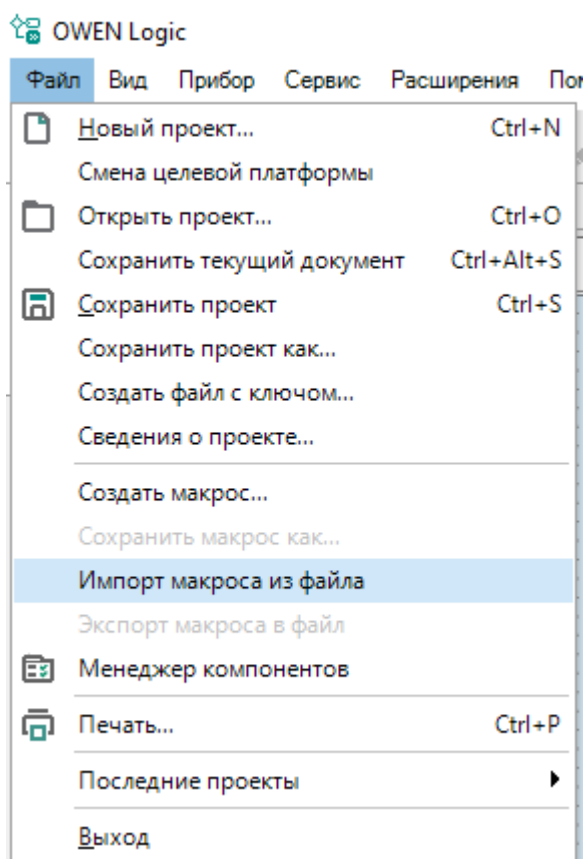 OWEN Logic
Файл Вид Прибор Сервис Расширения
Новый проект... Ctrl+N
Смена целевой платформы
Открыть проект... Ctrl+O
Сохранить текущий документ Ctrl+Alt+S
Сохранить проект Ctrl+S
Сохранить проект как...
Создать файл с ключом...
Сведения о проекте...
Создать макрос...
Сохранить макрос как...
Импорт макроса из файла
Экспорт макроса в файл
Менеджер компонентов
Печать... Ctrl+P
Последние проекты
Выход